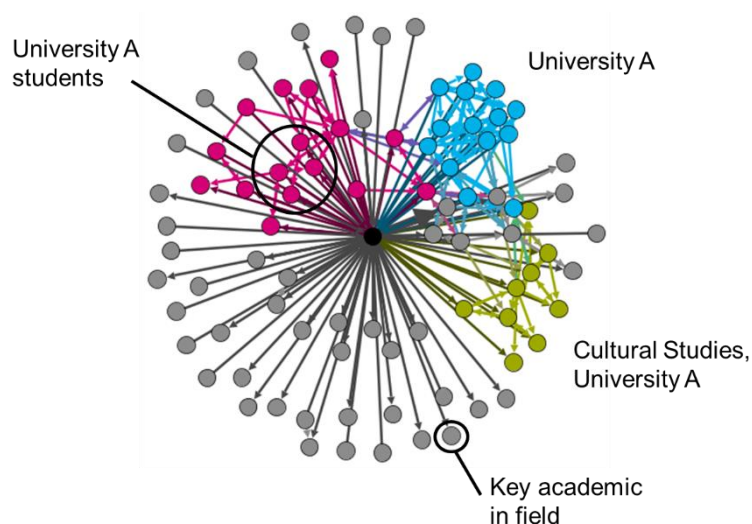 University A
students
University A
Cultural Studies,
University A
Key academic
in field